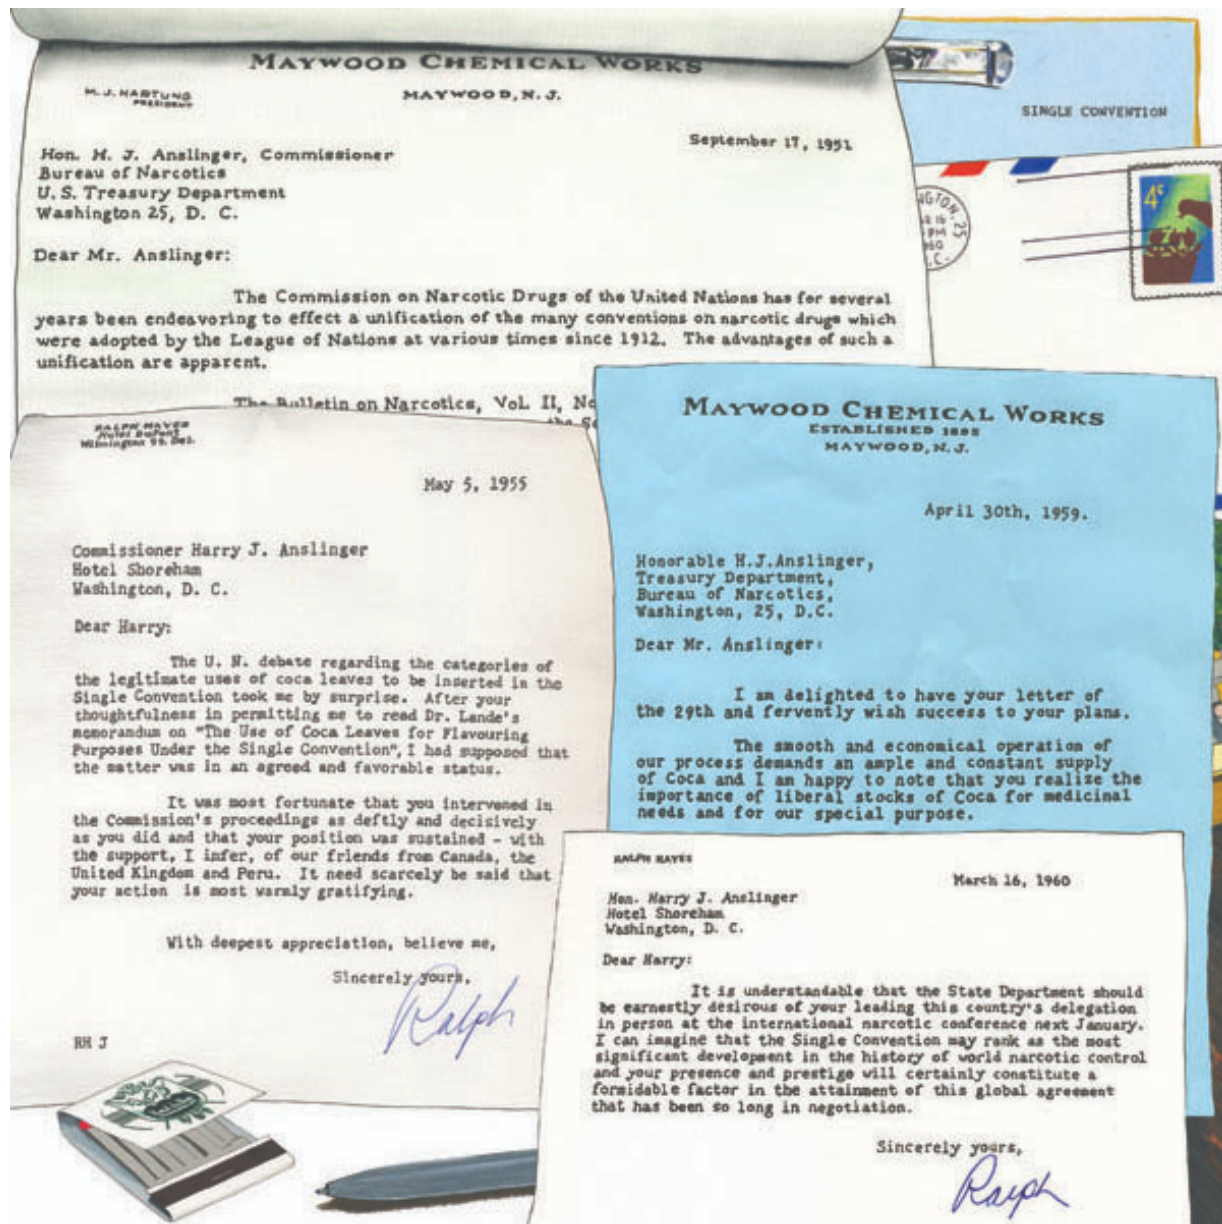 MAYWOOD CHEMICAL WORKS
M. J. HARTUNG
PRESIDENT
MAYWOOD, N. J.
September 17, 1951
Hon. H. J. Anslinger, Commissioner
Bureau of Narcotics
U. S. Treasury Department
Washington 25, D. C.
Dear Mr. Anslinger:
The Commission on Narcotic Drugs of the United Nations has for several
years been endeavoring to effect a unification of the many conventions on narcotic drugs which
were adopted by the League of Nations at various times since 1912. The advantages of such a
unification are apparent.
The Bulletin on Narcotics, Vol. II, No
SINGLE CONVENTION
4c
NGTON, 25
16
PM
1960
.C.
RALPH HAYES
Hotel DuPont
Wilmington 99, Del.
May 5, 1955
Commissioner Harry J. Anslinger
Hotel Shoreham
Washington, D. C.
Dear Harry:
The U. N. debate regarding the categories of
the legitimate uses of coca leaves to be inserted in the
Single Convention took me by surprise. After your
thoughtfulness in permitting me to read Dr. Lande's
memorandum on "The Use of Coca Leaves for Flavouring
Purposes Under the Single Convention", I had supposed that
the matter was in an agreed and favorable status.
It was most fortunate that you intervened in
the Commission's proceedings as deftly and decisively
as you did and that your position was sustained - with
the support, I infer, of our friends from Canada, the
United Kingdom and Peru. It need scarcely be said that
your action is most warmly gratifying.
With deepest appreciation, believe me,
Sincerely yours,
Ralph
RH J
MAYWOOD CHEMICAL WORKS
ESTABLISHED 1895
MAYWOOD, N. J.
April 30th, 1959.
Honorable H.J.Anslinger,
Treasury Department,
Bureau of Narcotics,
Washington, 25, D.C.
Dear Mr. Anslinger:
I am delighted to have your letter of
the 29th and fervently wish success to your plans.
The smooth and economical operation of
our process demands an ample and constant supply
of Coca and I am happy to note that you realize the
importance of liberal stocks of Coca for medicinal
needs and for our special purpose.
RALPH HAYES
March 16, 1960
Hon. Harry J. Anslinger
Hotel Shoreham
Washington, D. C.
Dear Harry:
It is understandable that the State Department should
be earnestly desirous of your leading this country's delegation
in person at the international narcotic conference next January.
I can imagine that the Single Convention may rank as the most
significant development in the history of world narcotic control
and your presence and prestige will certainly constitute a
formidable factor in the attainment of this global agreement
that has been so long in negotiation.
Sincerely yours,
Ralph